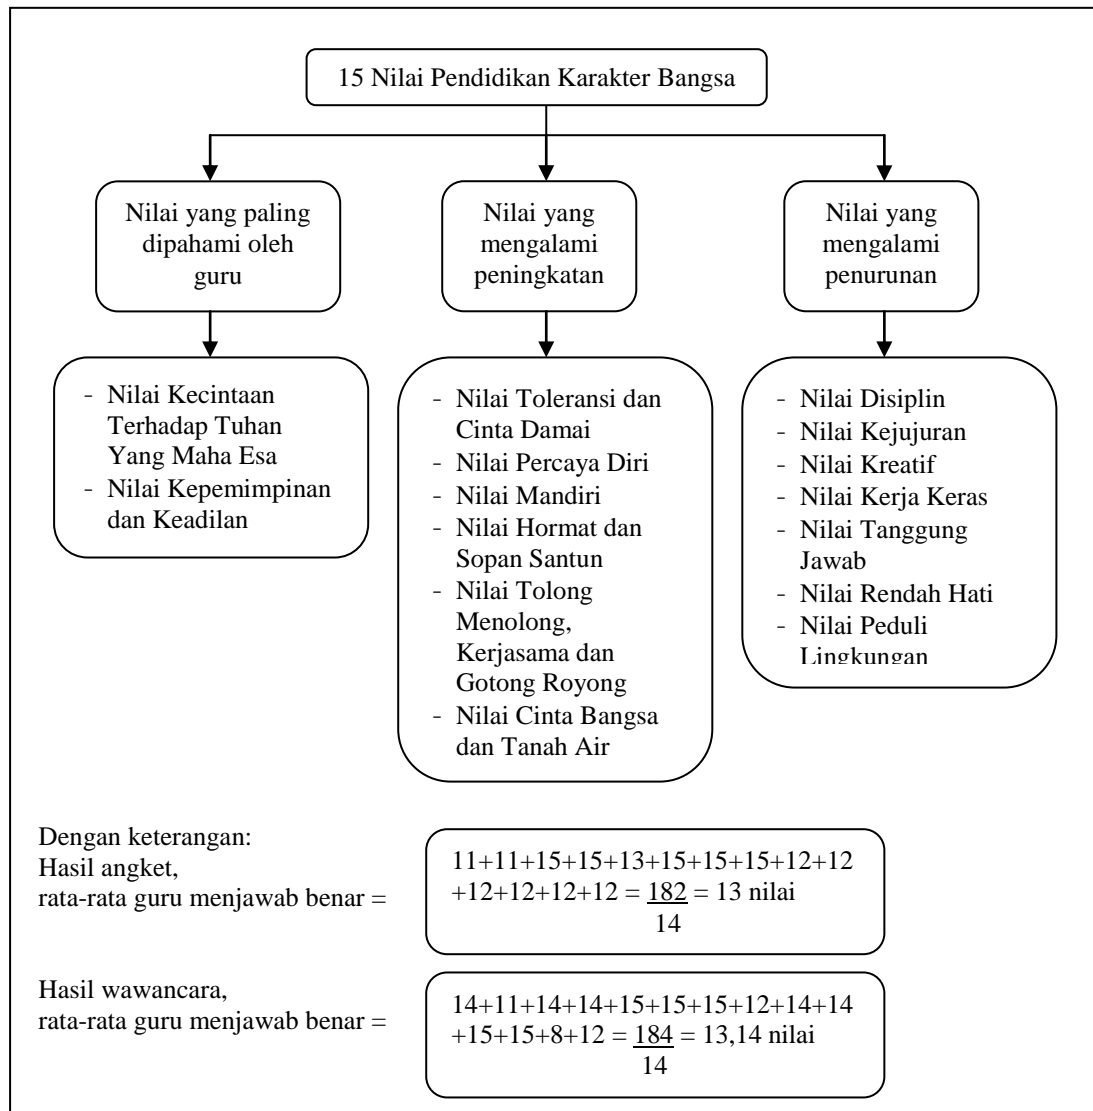 15 Nilai Pendidikan Karakter Bangsa
Nilai yang paling
dipahami oleh
guru
Nilai yang
mengalami
peningkatan
Nilai yang
mengalami
penurunan
- Nilai Kecintaan
Terhadap Tuhan
Yang Maha Esa
- Nilai Kepemimpinan
dan Keadilan
- Nilai Toleransi dan
Cinta Damai
- Nilai Percaya Diri
- Nilai Mandiri
- Nilai Hormat dan
Sopan Santun
- Nilai Tolong
Menolong,
Kerjasama dan
Gotong Royong
- Nilai Cinta Bangsa
dan Tanah Air
- Nilai Disiplin
- Nilai Kejujuran
- Nilai Kreatif
- Nilai Kerja Keras
- Nilai Tanggung
Jawab
- Nilai Rendah Hati
- Nilai Peduli
Lingkungan
Dengan keterangan:
Hasil angket,
rata-rata guru menjawab benar =
11+11+15+15+13+15+15+15+12+12
+12+12+12+12 = 182 = 13 nilai
14
Hasil wawancara,
rata-rata guru menjawab benar =
14+11+14+14+15+15+15+12+14+14
+15+15+8+12 = 184 = 13,14 nilai
14